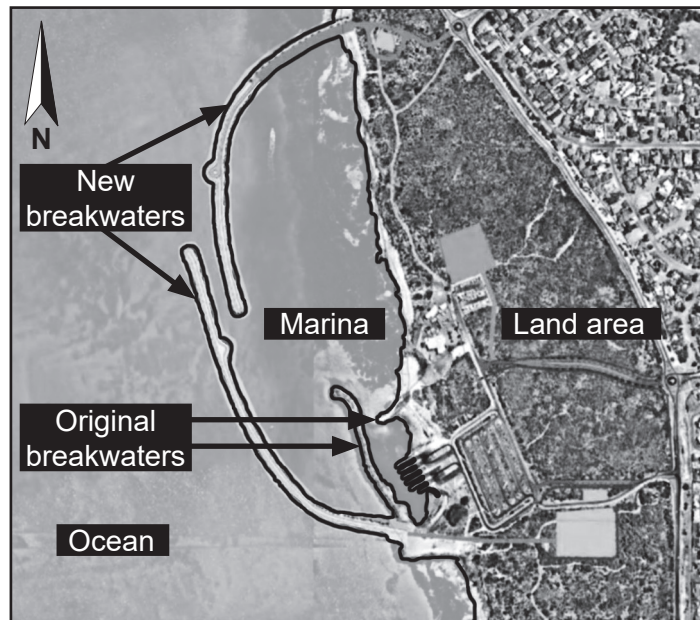 N
New
breakwaters
Marina
Land area
Original
breakwaters
Ocean